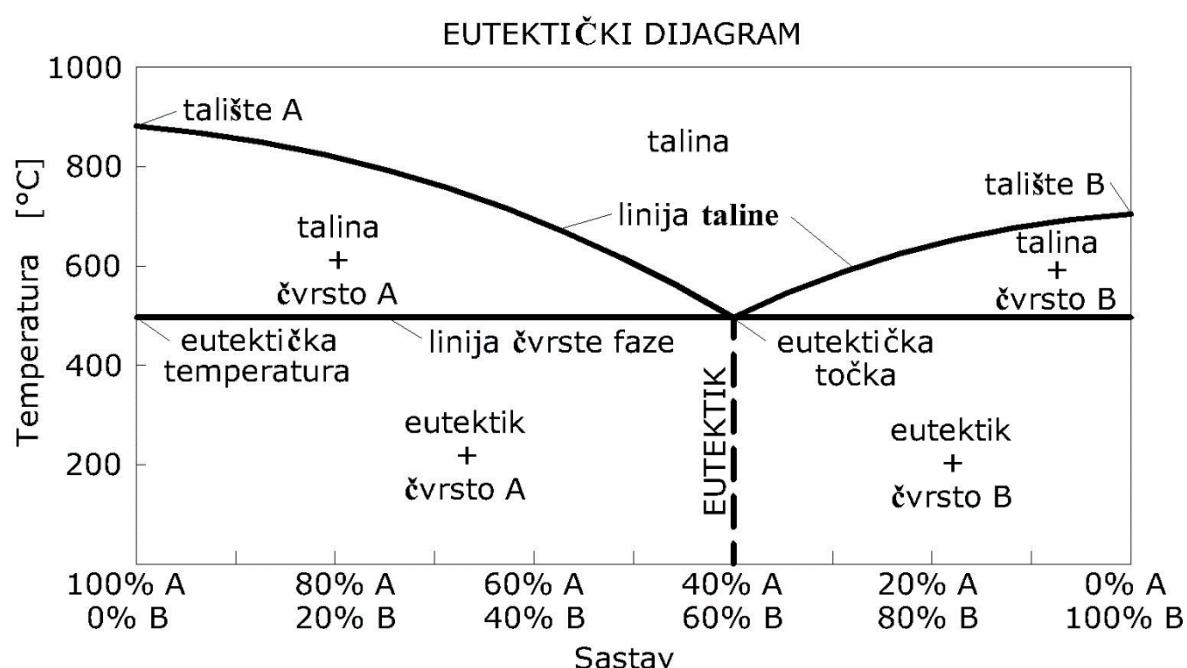 EUTEKTIČKI DIJAGRAM
Temperatura [°C]
1000
800
600
400
200
talište A
talina
talište B
linija taline
talina
+
čvrsto A
talina
+
čvrsto B
eutektička
temperatura
linija čvrste faze
eutektička
točka
EUTEKTIK
eutektik
+
čvrsto A
eutektik
+
čvrsto B
100% A 80% A 60% A 40% A 20% A 0% A
0% B 20% B 40% B 60% B 80% B 100% B
Sastav